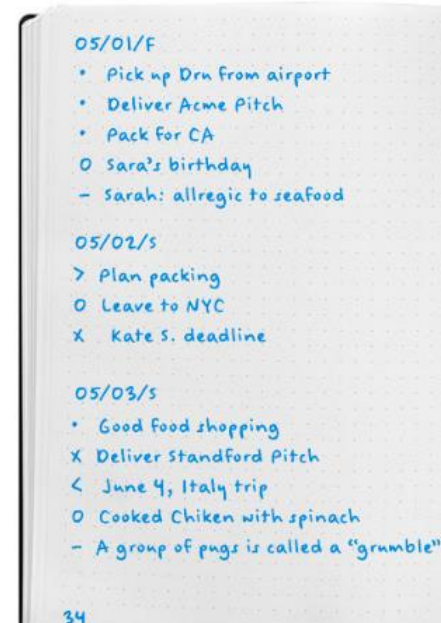 05/01/F
• Pick up Dru from airport
• Deliver Acme Pitch
• Pack for CA
O Sara's birthday
– Sarah: allregic to seafood
05/02/S
> Plan packing
O Leave to NYC
X Kate S. deadline
05/03/S
• Good food shopping
X Deliver Standford Pitch
< June 4, Italy trip
O Cooked Chiken with spinach
– A group of pugs is called a "grumble"
34